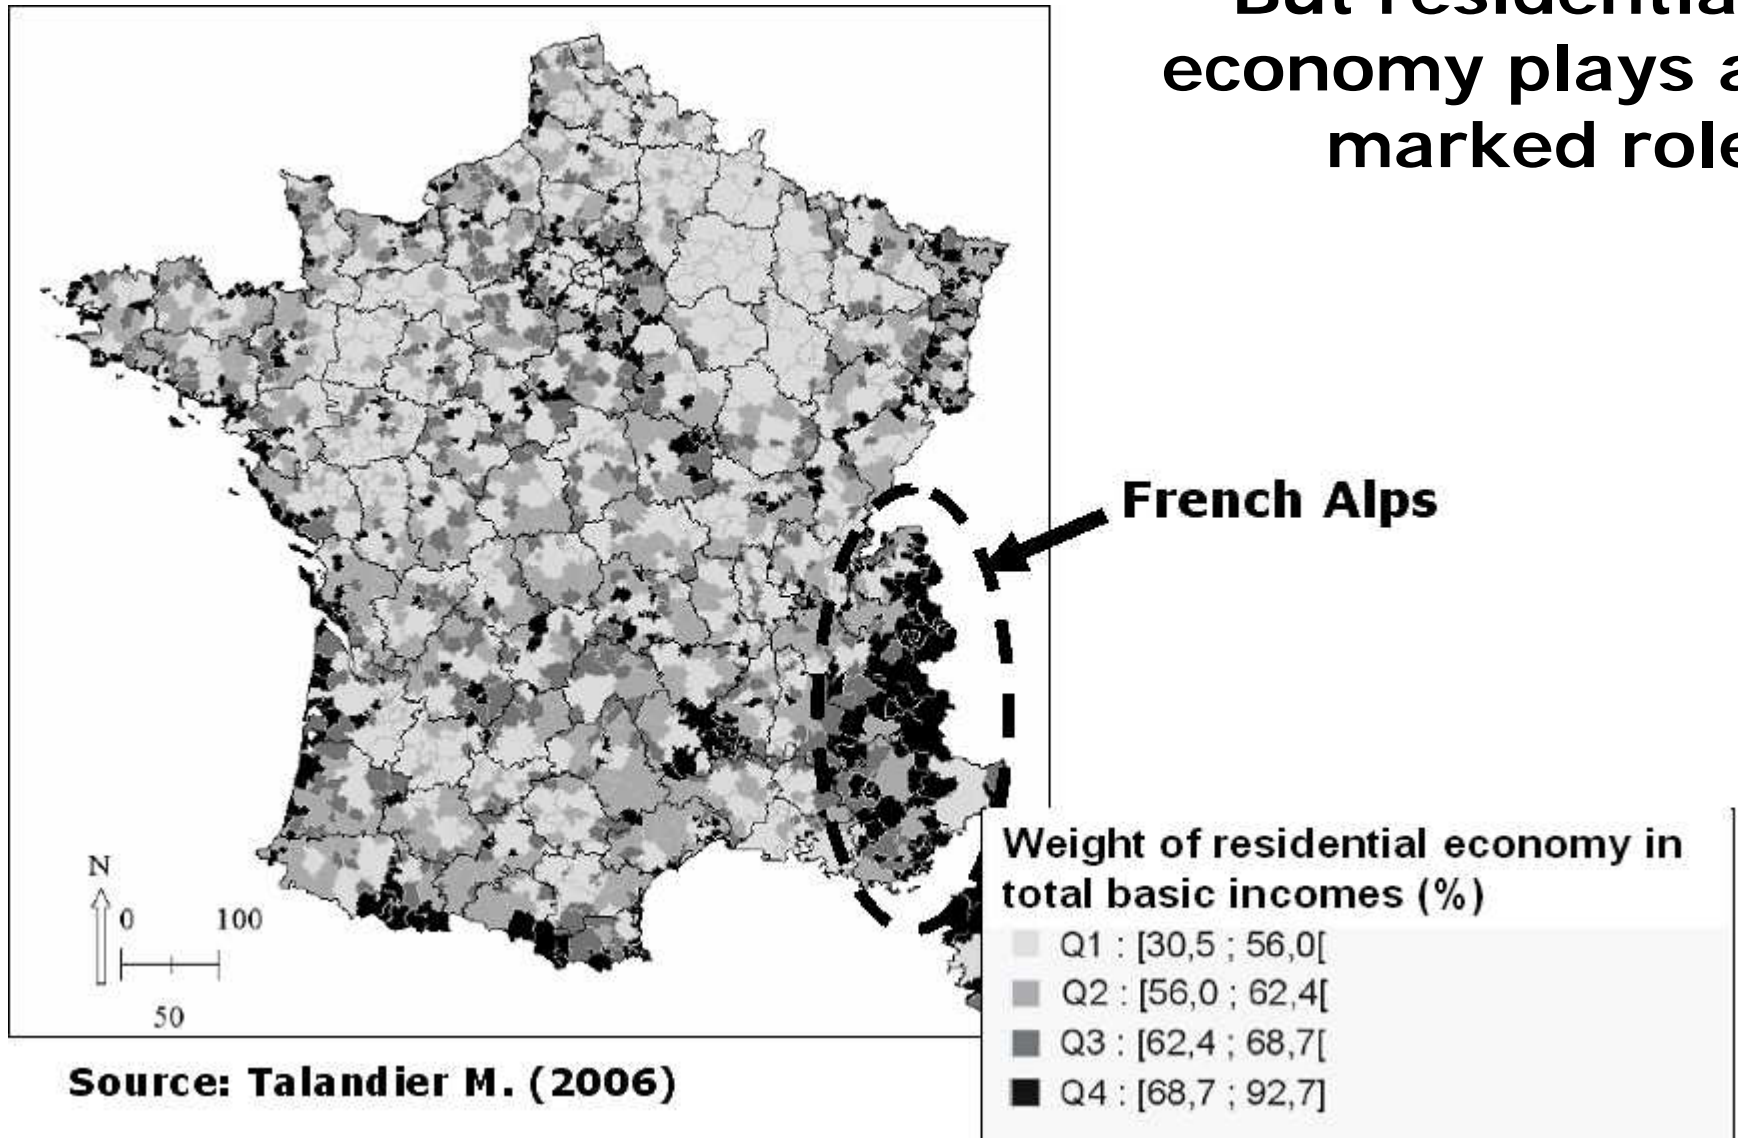 But residential
economy plays a
marked role
French Alps
N
0 100
50
Weight of residential economy in
total basic incomes (%)
Q1 : [30,5 ; 56,0[
Q2 : [56,0 ; 62,4[
Q3 : [62,4 ; 68,7[
Q4 : [68,7 ; 92,7]
Source: Talandier M. (2006)